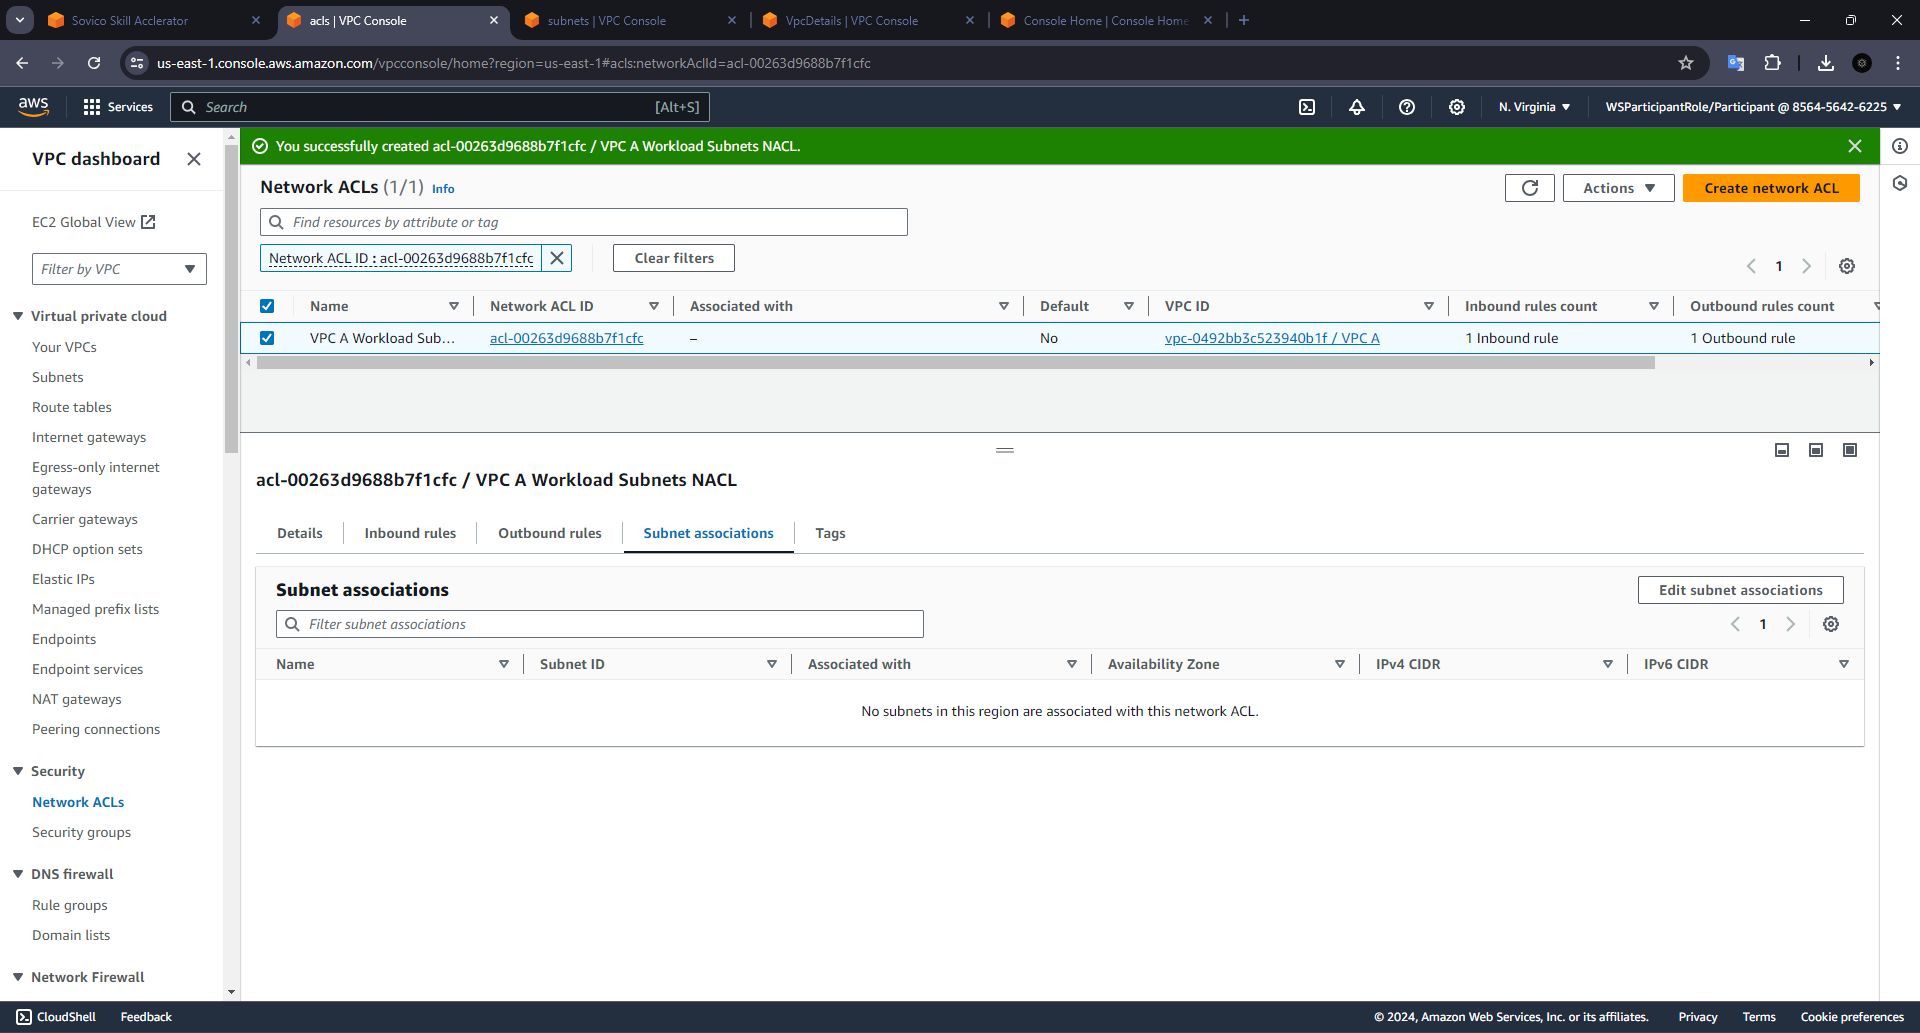 Sovico Skill Acclerator
acls | VPC Console
subnets | VPC Console
VpcDetails | VPC Console
Console Home | Console Home
us-east-1.console.aws.amazon.com/vpcconsole/home?region=us-east-1#acls:networkAclId=acl-00263d9688b7f1cfc
aws
Services
Search
[Alt+S]
N. Virginia
WSParticipantRole/Participant @ 8564-5642-6225
VPC dashboard
EC2 Global View
Filter by VPC
Virtual private cloud
Your VPCs
Subnets
Route tables
Internet gateways
Egress-only internet
gateways
Carrier gateways
DHCP option sets
Elastic IPs
Managed prefix lists
Endpoints
Endpoint services
NAT gateways
Peering connections
Security
Network ACLs
Security groups
DNS firewall
Rule groups
Domain lists
Network Firewall
You successfully created acl-00263d9688b7f1cfc / VPC A Workload Subnets NACL.
Network ACLs (1/1) Info
Actions
Create network ACL
Find resources by attribute or tag
Network ACL ID : acl-00263d9688b7f1cfc
Clear filters
1
Name
Network ACL ID
Associated with
Default
VPC ID
Inbound rules count
Outbound rules count
VPC A Workload Sub...
acl-00263d9688b7f1cfc
–
No
vpc-0492bb3c523940b1f / VPC A
1 Inbound rule
1 Outbound rule
acl-00263d9688b7f1cfc / VPC A Workload Subnets NACL
Details
Inbound rules
Outbound rules
Subnet associations
Tags
Subnet associations
Edit subnet associations
Filter subnet associations
1
Name
Subnet ID
Associated with
Availability Zone
IPv4 CIDR
IPv6 CIDR
No subnets in this region are associated with this network ACL.
CloudShell
Feedback
© 2024, Amazon Web Services, Inc. or its affiliates.
Privacy
Terms
Cookie preferences